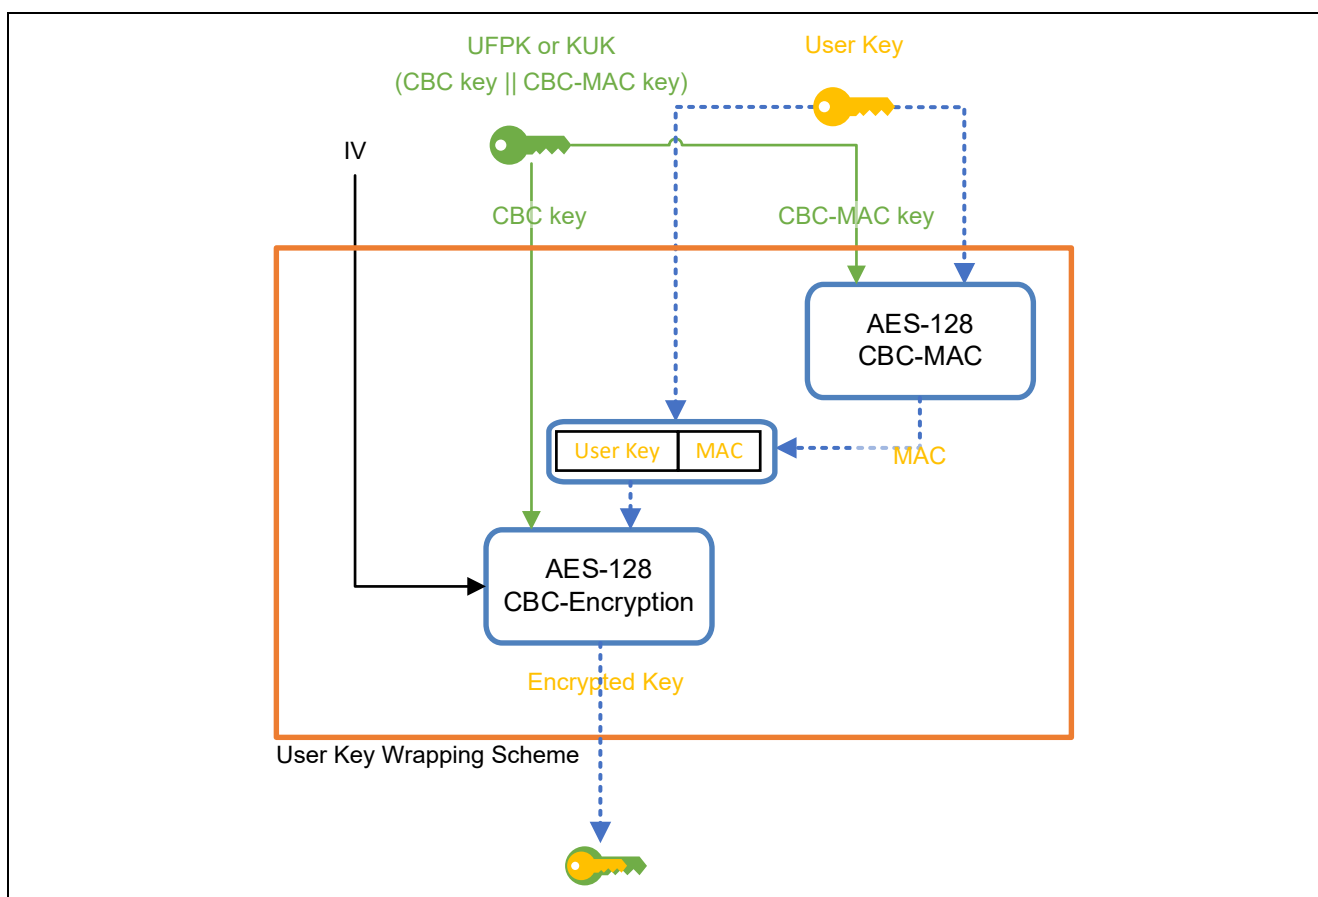 UFPK or KUK
(CBC key || CBC-MAC key)
User Key
IV
CBC key
CBC-MAC key
AES-128
CBC-MAC
User Key
MAC
MAC
AES-128
CBC-Encryption
Encrypted Key
User Key Wrapping Scheme